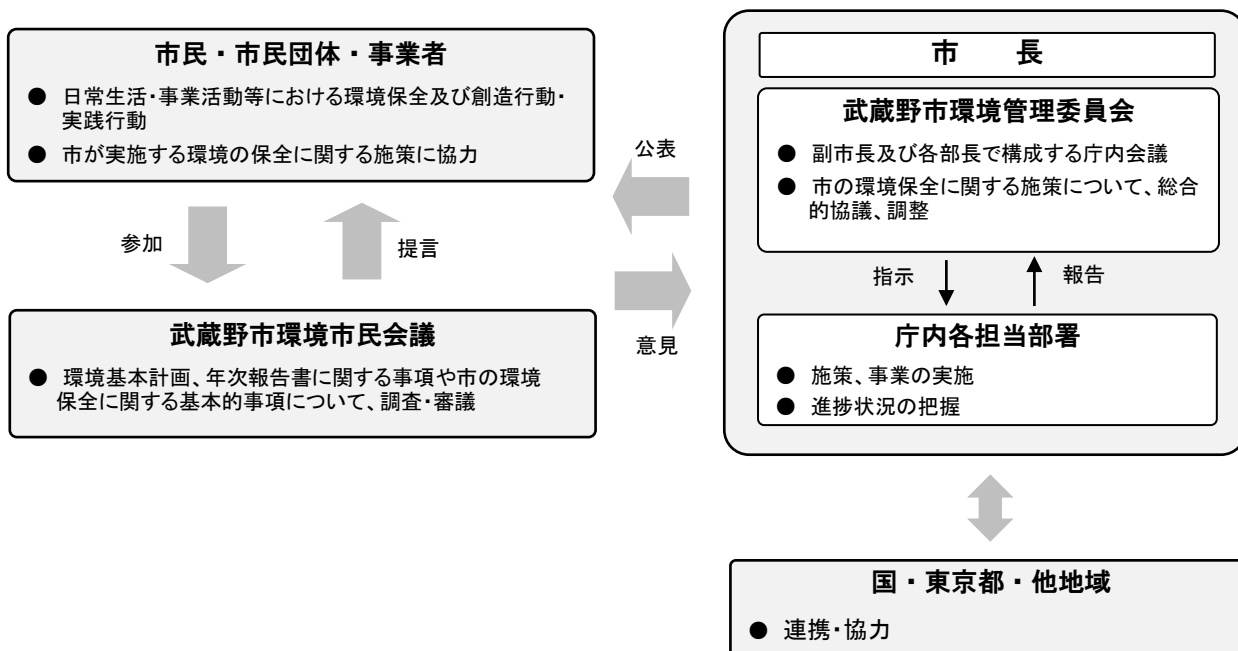 市民・市民団体・事業者
● 日常生活・事業活動等における環境保全及び創造行動・
実践行動
● 市が実施する環境の保全に関する施策に協力
参加
提言
武蔵野市環境市民会議
● 環境基本計画、年次報告書に関する事項や市の環境
保全に関する基本的事項について、調査・審議
公表
意見
市　長
武蔵野市環境管理委員会
● 副市長及び各部長で構成する庁内会議
● 市の環境保全に関する施策について、総合
的協議、調整
指示
報告
庁内各担当部署
● 施策、事業の実施
● 進捗状況の把握
国・東京都・他地域
● 連携・協力